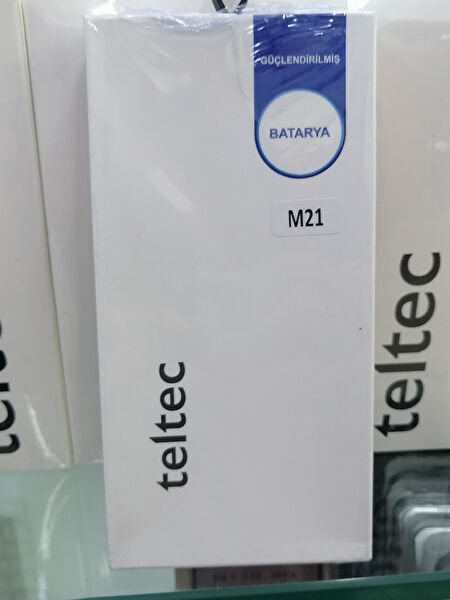 GÜÇLENDİRİLMİŞ
BATARYA
M21
teltec
teltec